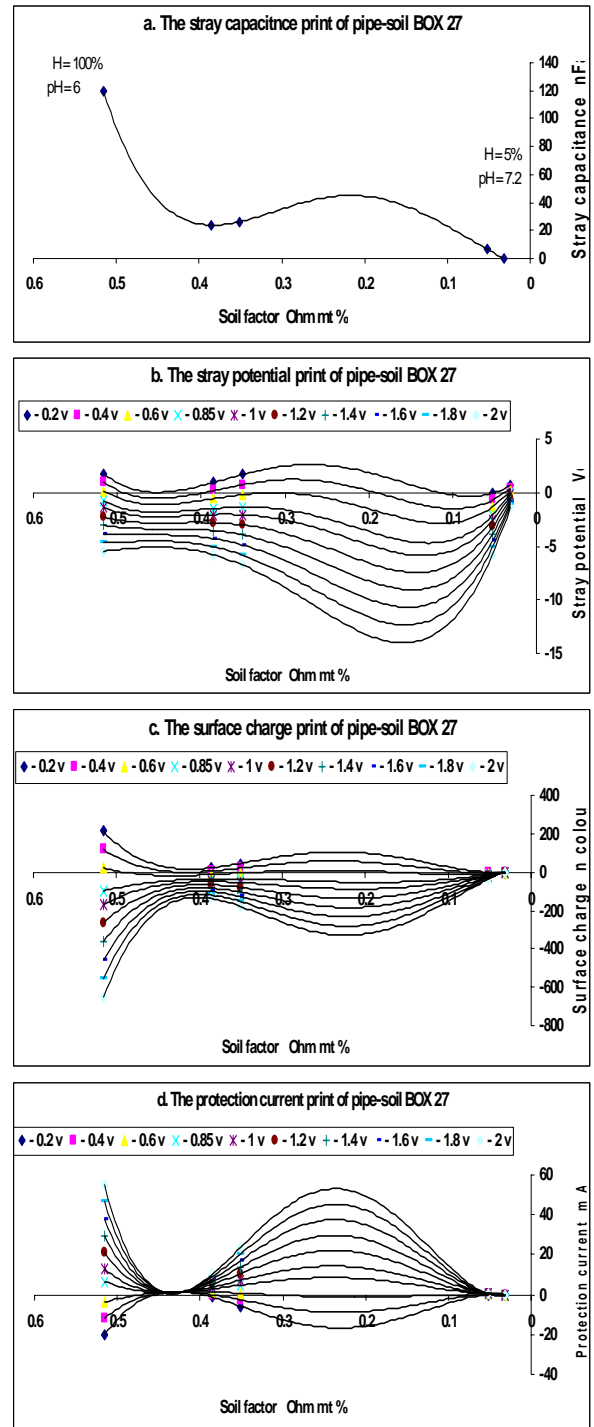 a. The stray capacitnce print of pipe-soil BOX 27
H= 100%
pH= 6
H= 5%
pH= 7.2
140
120
100
80
60
40
20
0
Stray capacitance nF
0.6 0.5 0.4 0.3 0.2 0.1 0
Soil factor Ohm mt %
b. The stray potential print of pipe-soil BOX 27
- 0.2 v - 0.4 v - 0.6 v - 0.85 v - 1 v - 1.2 v - 1.4 v - 1.6 v - 1.8 v - 2 v
5
0
-5
-10
-15
Stray potential
0.6 0.5 0.4 0.3 0.2 0.1 0
Soil factor Ohm mt %
c. The surface charge print of pipe-soil BOX 27
- 0.2 v - 0.4 v - 0.6 v - 0.85 v - 1 v - 1.2 v - 1.4 v - 1.6 v - 1.8 v - 2 v
400
200
0
-200
-400
-600
-800
Surface charge n colou
0.6 0.5 0.4 0.3 0.2 0.1 0
Soil factor Ohm mt %
d. The protection current print of pipe-soil BOX 27
- 0.2 v - 0.4 v - 0.6 v - 0.85 v - 1 v - 1.2 v - 1.4 v - 1.6 v - 1.8 v - 2 v
60
40
20
0
-20
-40
Protection current m A
0.6 0.5 0.4 0.3 0.2 0.1 0
Soil factor Ohm mt %